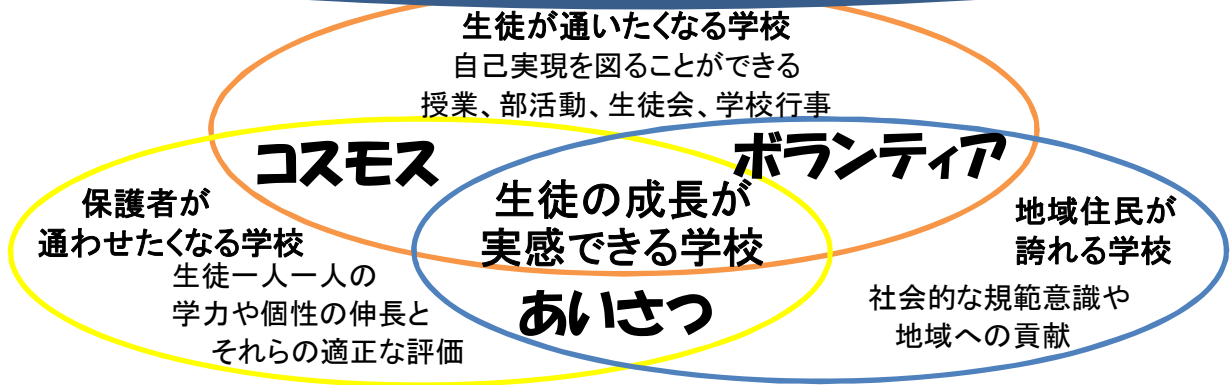 生徒が通いたくなる学校
自己実現を図ることができる
授業、部活動、生徒会、学校行事
コスモス
ボランティア
保護者が
通わせたくなる学校
生徒一人一人の
学力や個性の伸長と
それらの適正な評価
生徒の成長が
実感できる学校
あいさつ
地域住民が
誇れる学校
社会的な規範意識や
地域への貢献